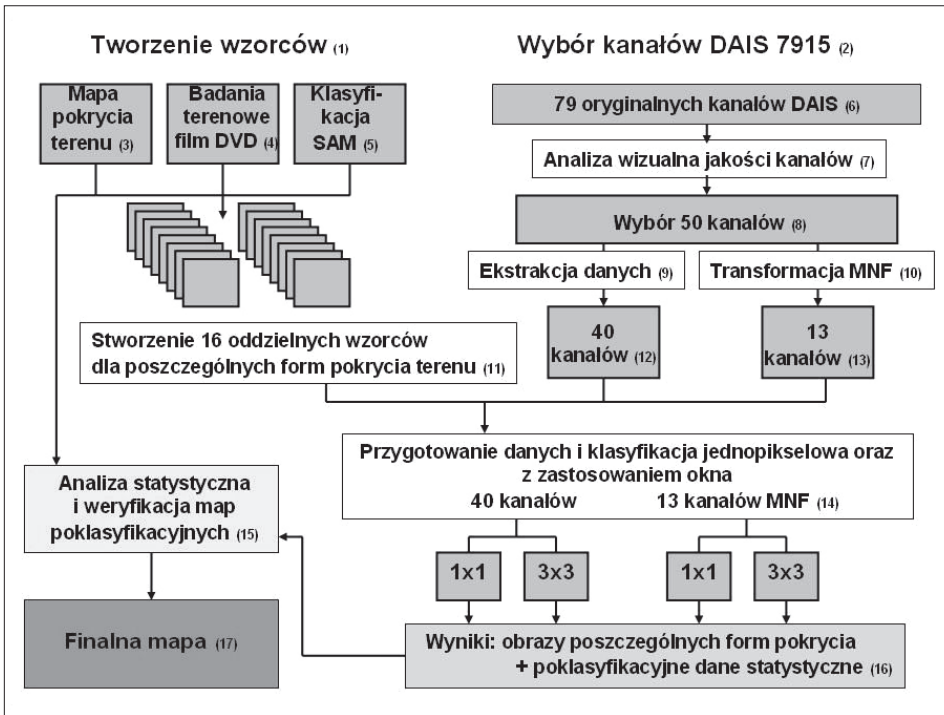 Tworzenie wzorców (1)
Wybór kanałów DAIS 7915 (2)
Mapa
pokrycia
terenu (3)
Badania
terenowe
film DVD (4)
Klasyfi-
kacja
SAM (5)
79 oryginalnych kanałów DAIS (6)
Analiza wizualna jakości kanałów (7)
Wybór 50 kanałów (8)
Ekstrakcja danych (9)
Transformacja MNF (10)
40
kanałów (12)
13
kanałów (13)
Stworzenie 16 oddzielnych wzorców
dla poszczególnych form pokrycia terenu (11)
Przygotowanie danych i klasyfikacja jednopikselowa oraz
z zastosowaniem okna
40 kanałów 13 kanałów MNF (14)
Analiza statystyczna
i weryfikacja map
poklasyfikacyjnych (15)
1x1
3x3
1x1
3x3
Finalna mapa (17)
Wyniki: obrazy poszczególnych form pokrycia
+ poklasyfikacyjne dane statystyczne (16)